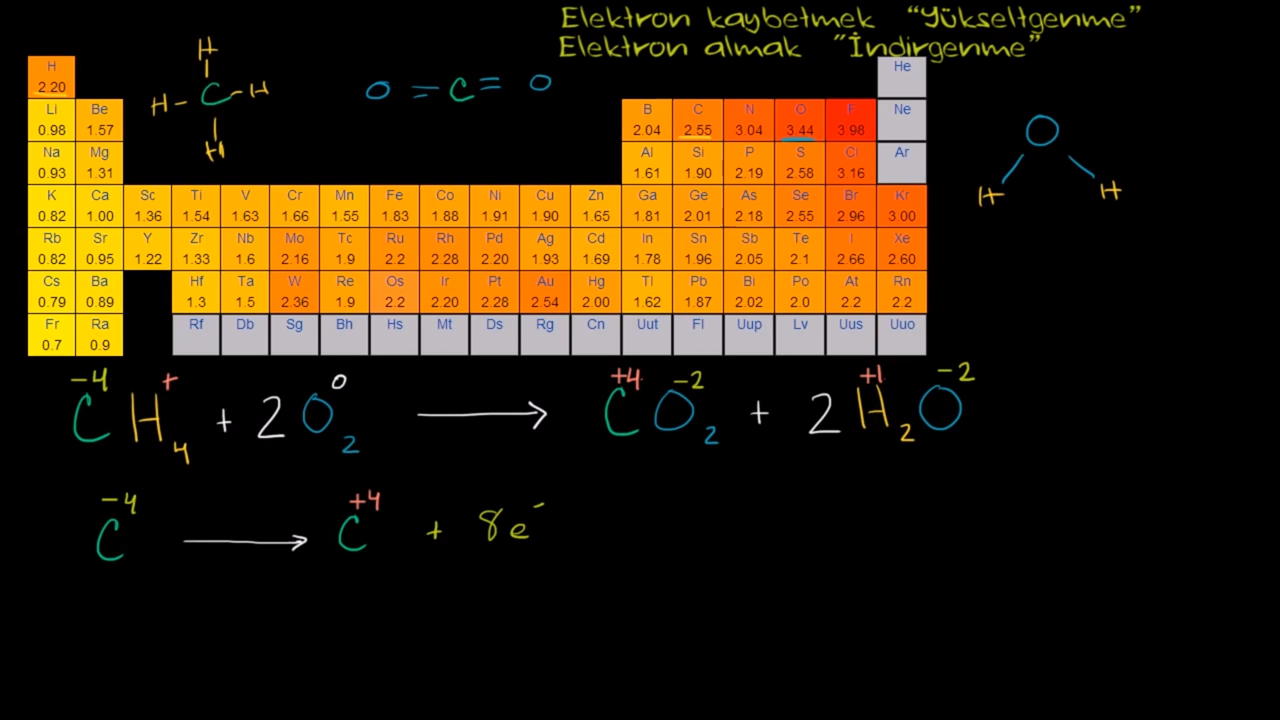 Elektron kaybetmek “Yükseltgenme”
Elektron almak “İndirgenme”
H
H – C – H
H
O = C = O
O
H H
H He
2.20
Li Be B C N O F Ne
0.98 1.57 2.04 2.55 3.04 3.44 3.98
Na Mg Al Si P S Cl Ar
0.93 1.31 1.61 1.90 2.19 2.58 3.16
K Ca Sc Ti V Cr Mn Fe Co Ni Cu Zn Ga Ge As Se Br Kr
0.82 1.00 1.36 1.54 1.63 1.66 1.55 1.83 1.88 1.91 1.90 1.65 1.81 2.01 2.18 2.55 2.96 3.00
Rb Sr Y Zr Nb Mo Tc Ru Rh Pd Ag Cd In Sn Sb Te I Xe
0.82 0.95 1.22 1.33 1.6 2.16 1.9 2.2 2.28 2.20 1.93 1.69 1.78 1.96 2.05 2.1 2.66 2.60
Cs Ba Hf Ta W Re Os Ir Pt Au Hg Tl Pb Bi Po At Rn
0.79 0.89 1.3 1.5 2.36 1.9 2.2 2.20 2.28 2.54 2.00 1.62 1.87 2.02 2.0 2.2 2.2
Fr Ra Rf Db Sg Bh Hs Mt Ds Rg Cn Uut Fl Uup Lv Uus Uuo
0.7 0.9
−4 + 0 +4 −2 +1 −2
CH4 + 2O2 → CO2 + 2H2O
−4 +4
C → C + 8e−